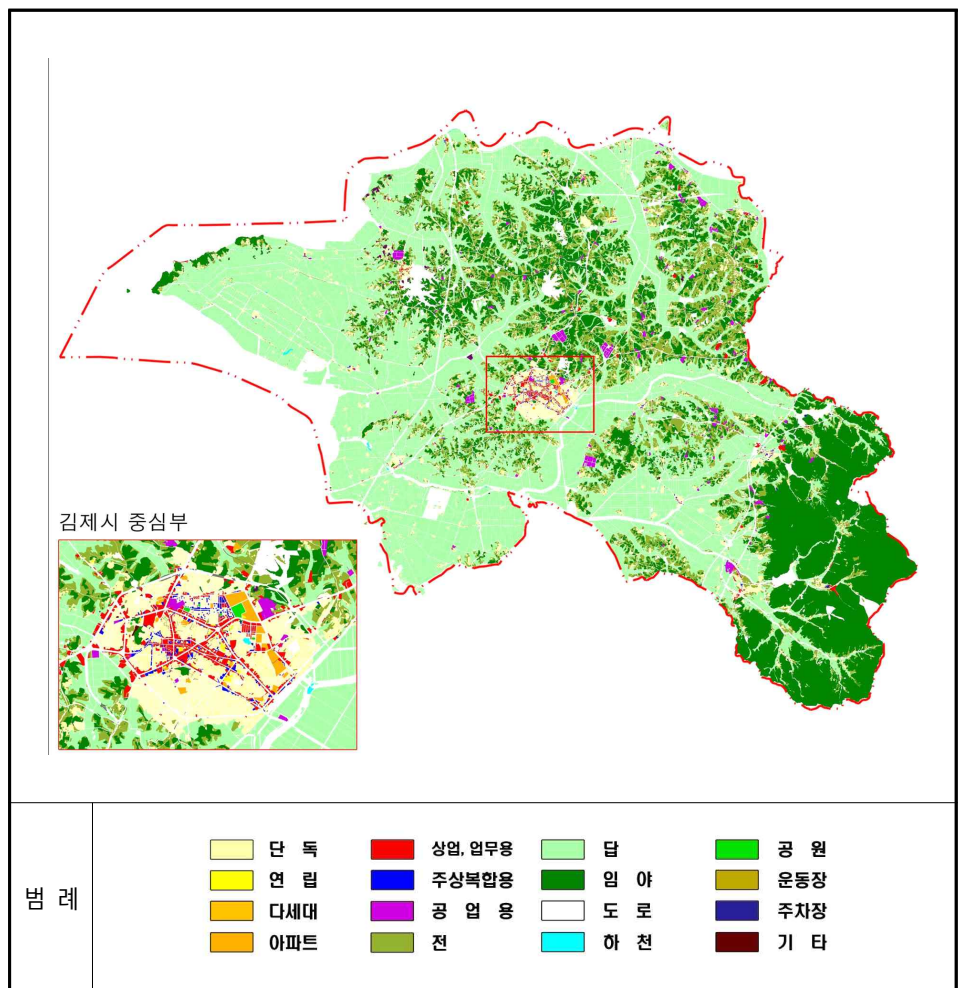 김제시 중심부
범 례
단 독 상업, 업무용 답 공 원
연 립 주상복합용 임 야 운동장
다세대 공 업 용 도 로 주차장
아파트 전 하 천 기 타